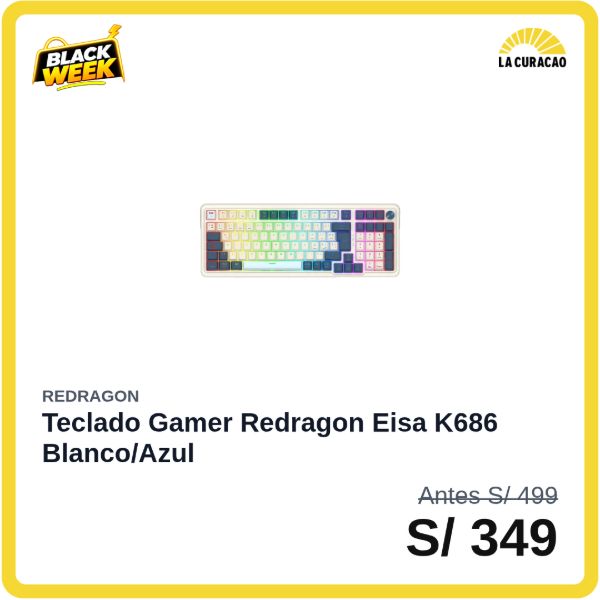 BLACK
WEEK
LA CURACAO
REDRAGON
Teclado Gamer Redragon Eisa K686
Blanco/Azul
Antes S/ 499
S/ 349